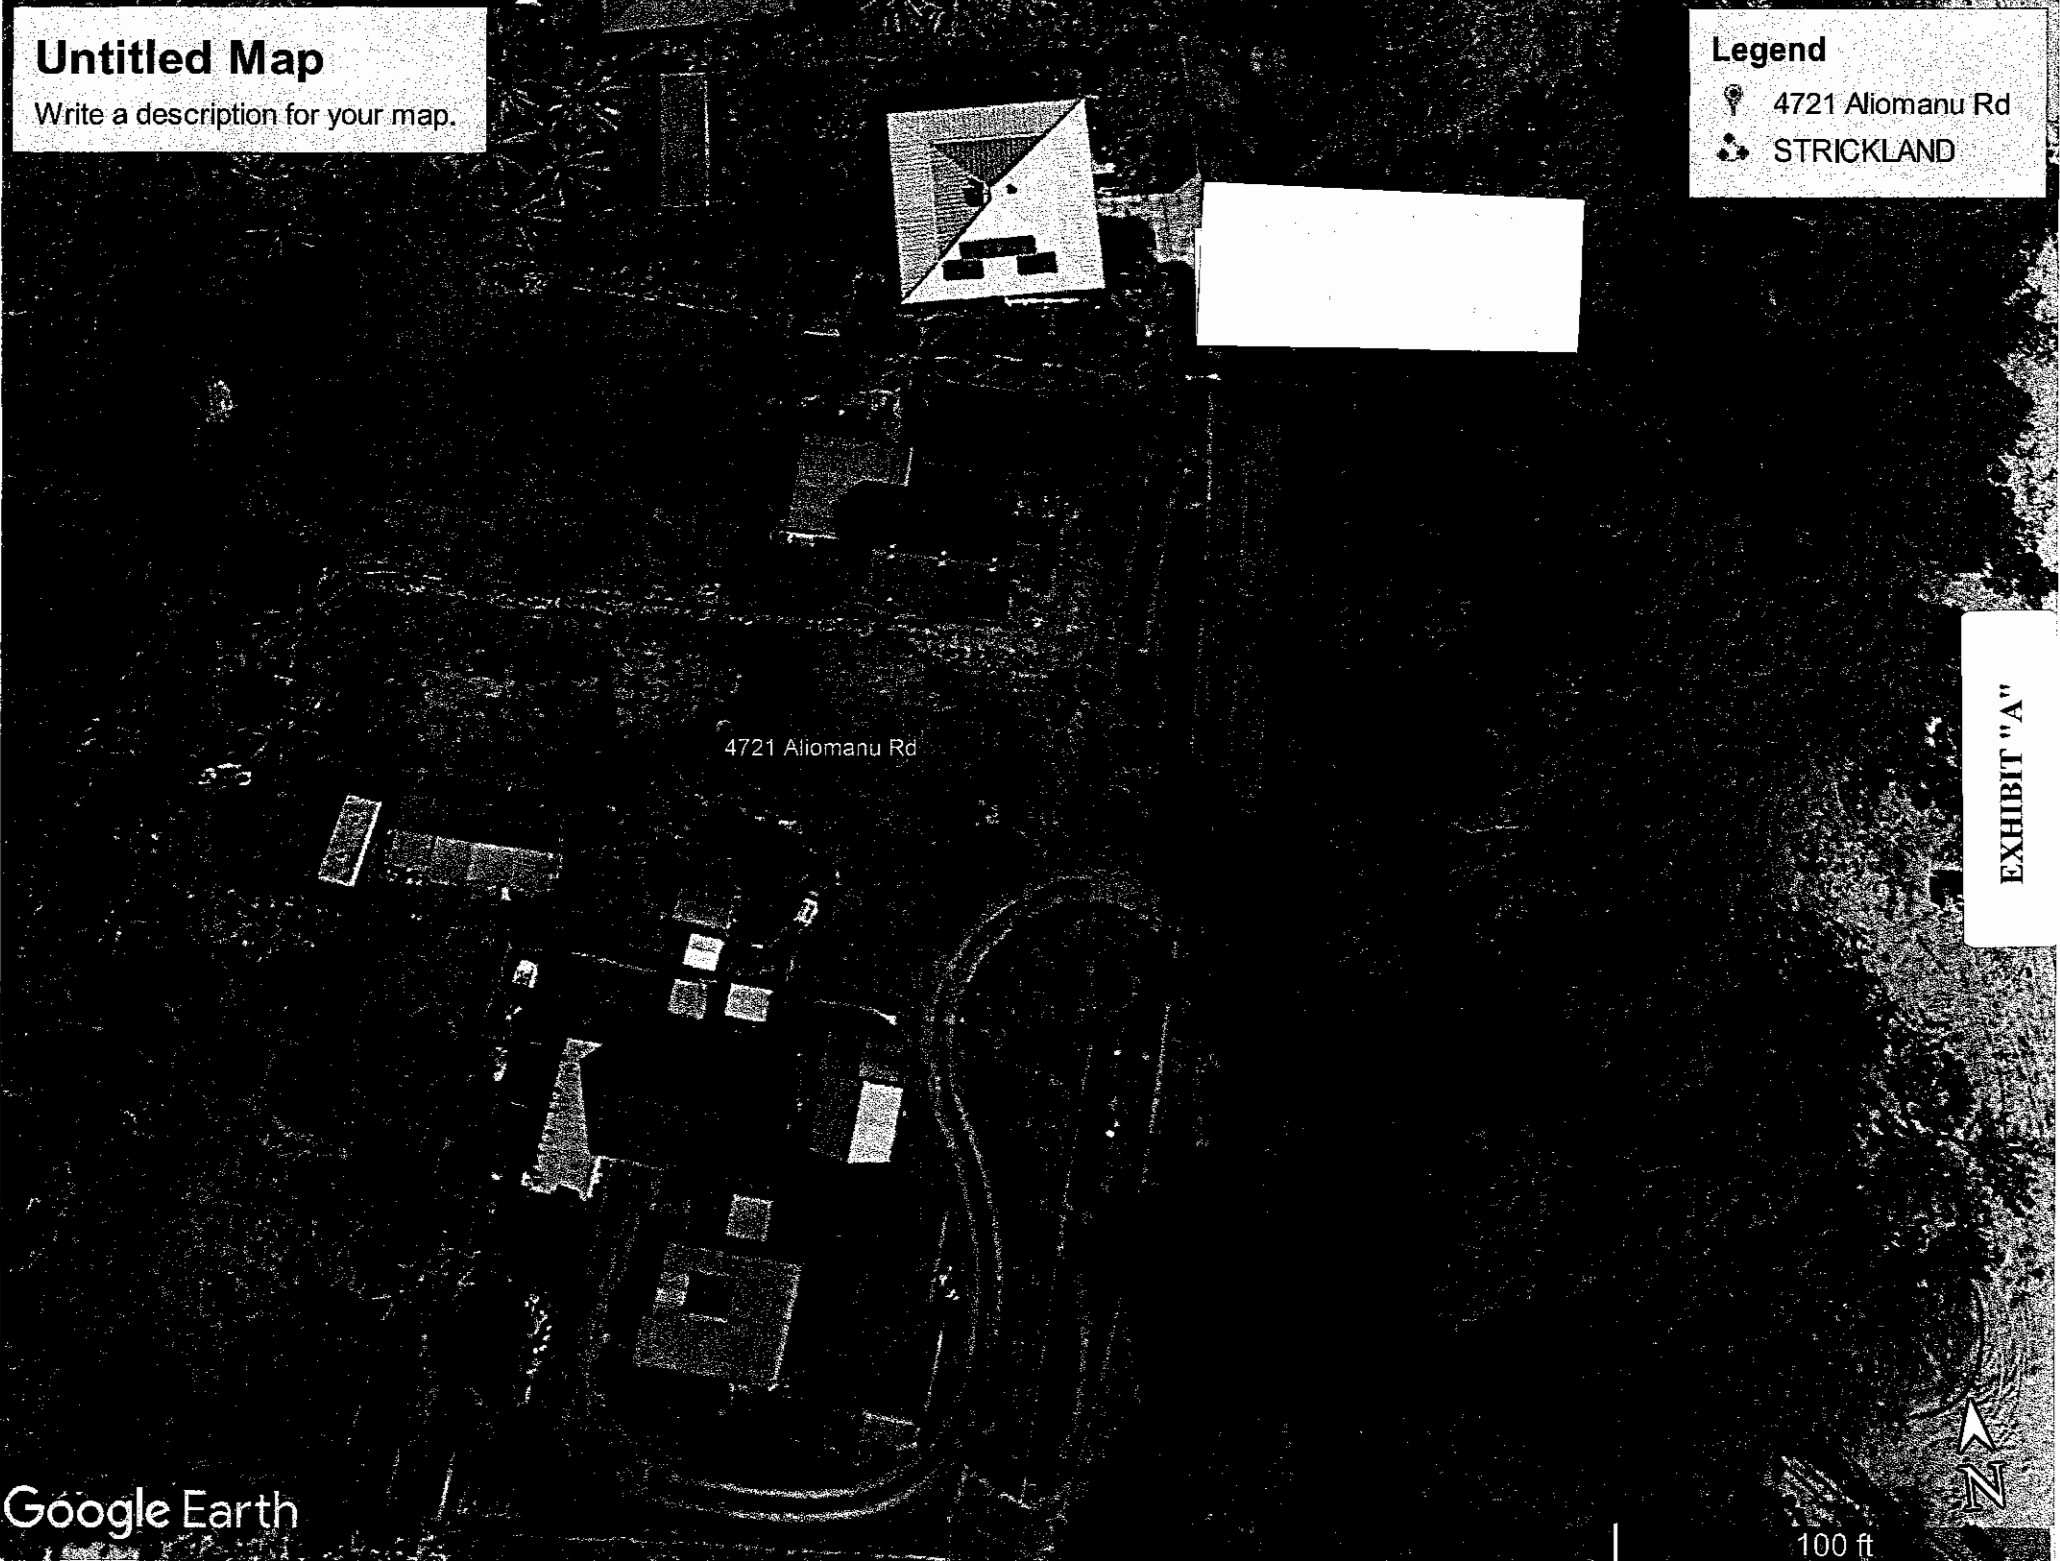 Untitled Map
Write a description for your map.
Legend
4721 Aliomanu Rd
STRICKLAND
4721 Aliomanu Rd
EXHIBIT "A"
Google Earth
N
100 ft